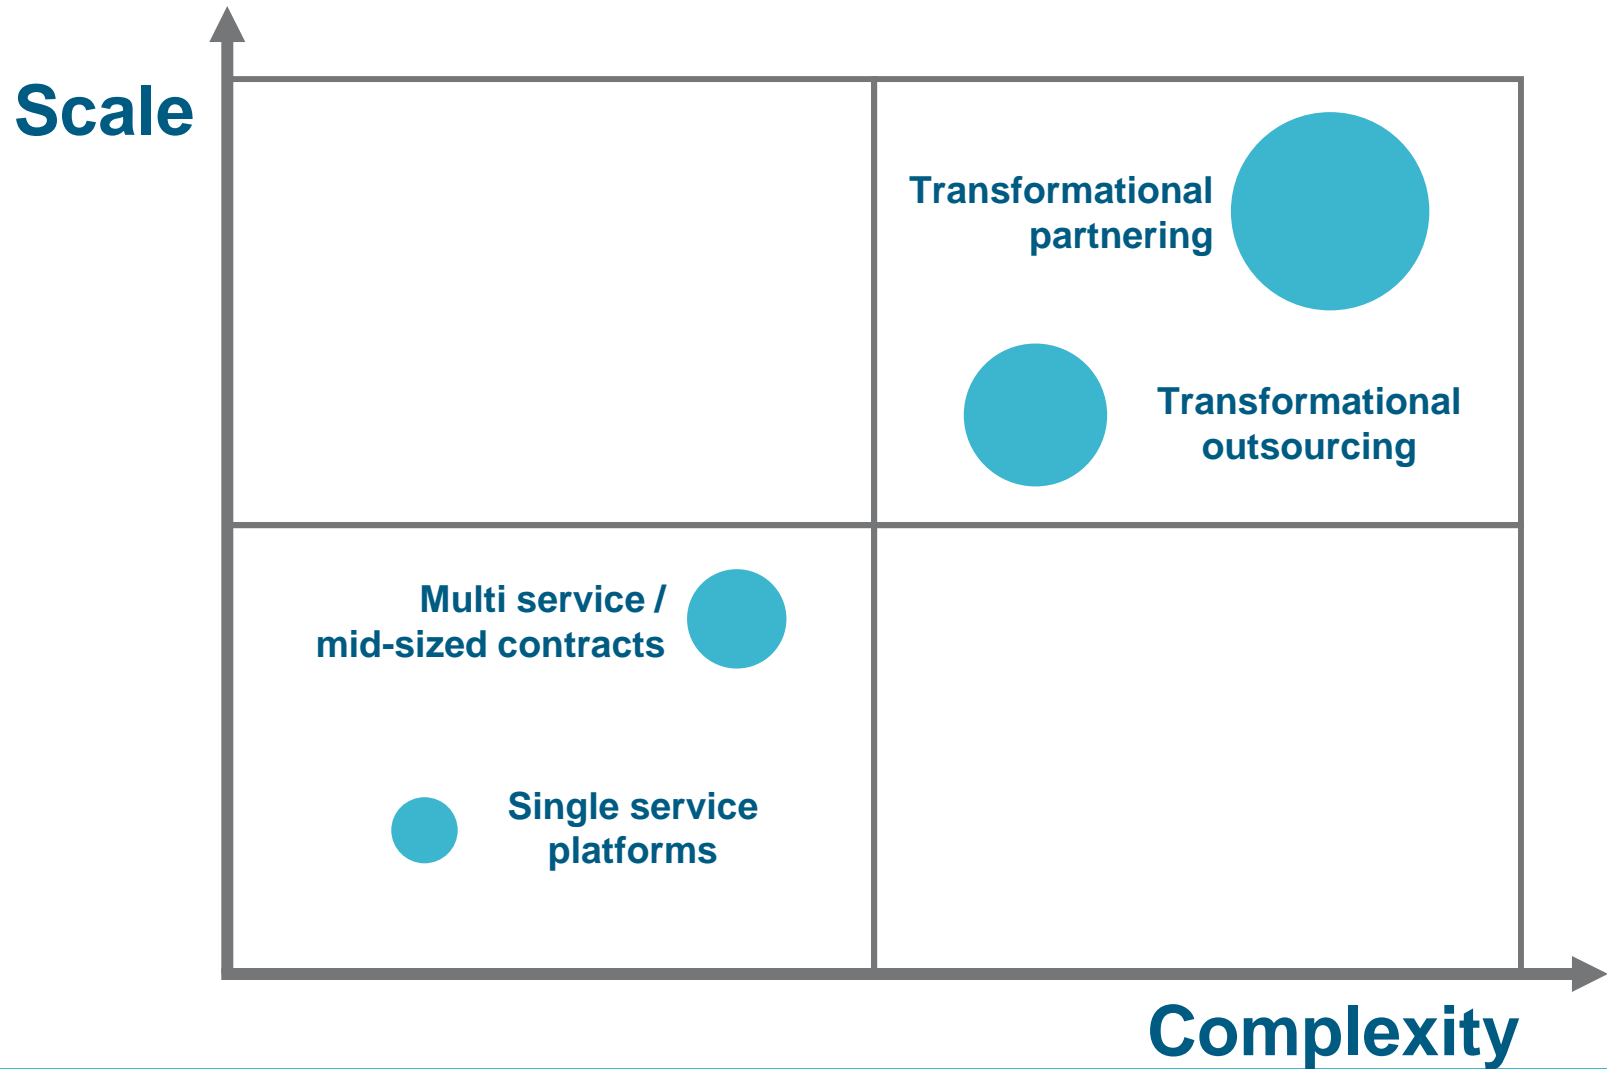 Scale
Transformational
partnering
Transformational
outsourcing
Multi service /
mid-sized contracts
Single service
platforms
Complexity